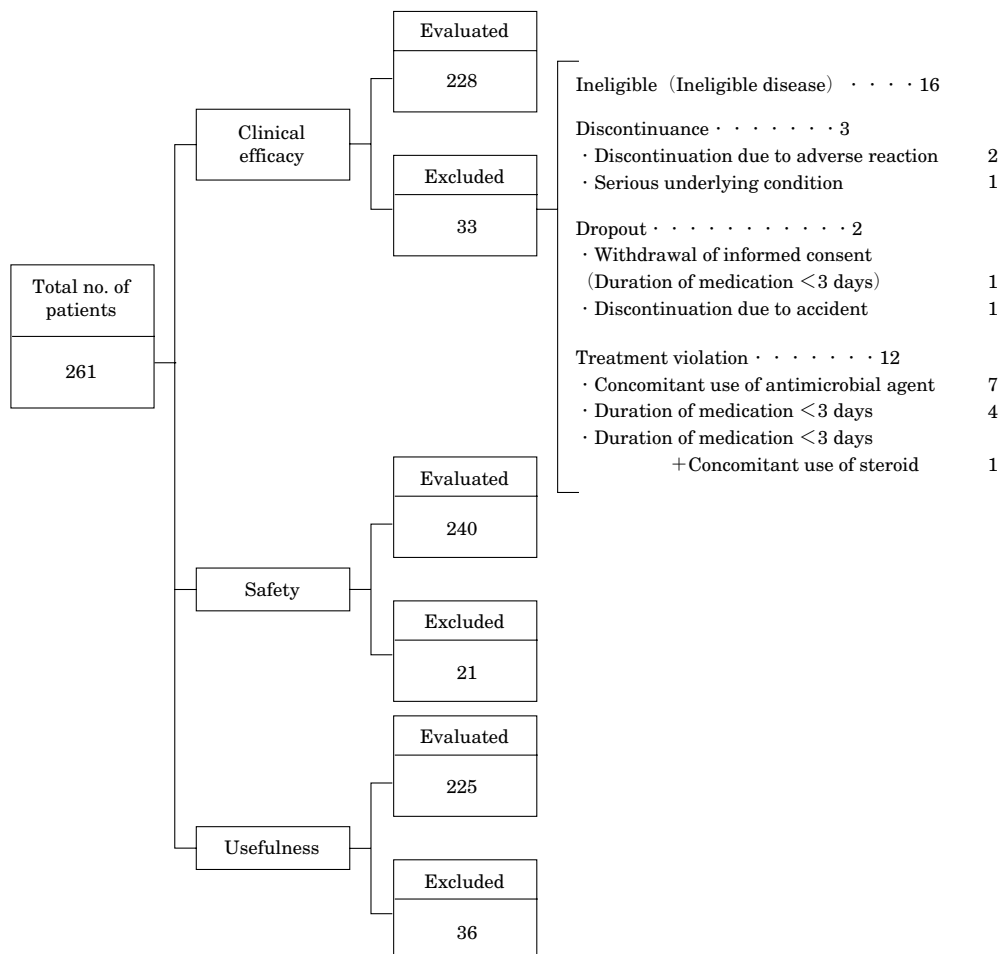 Total no. of
patients
261
Clinical
efficacy
Evaluated
228
Excluded
33
Ineligible (Ineligible disease) ・・・・16
Discontinuance・・・・・・・3
・Discontinuation due to adverse reaction 2
・Serious underlying condition 1
Dropout・・・・・・・・・・・2
・Withdrawal of informed consent
(Duration of medication <3 days) 1
・Discontinuation due to accident 1
Treatment violation・・・・・・・12
・Concomitant use of antimicrobial agent 7
・Duration of medication <3 days 4
・Duration of medication <3 days
+Concomitant use of steroid 1
Safety
Evaluated
240
Excluded
21
Usefulness
Evaluated
225
Excluded
36